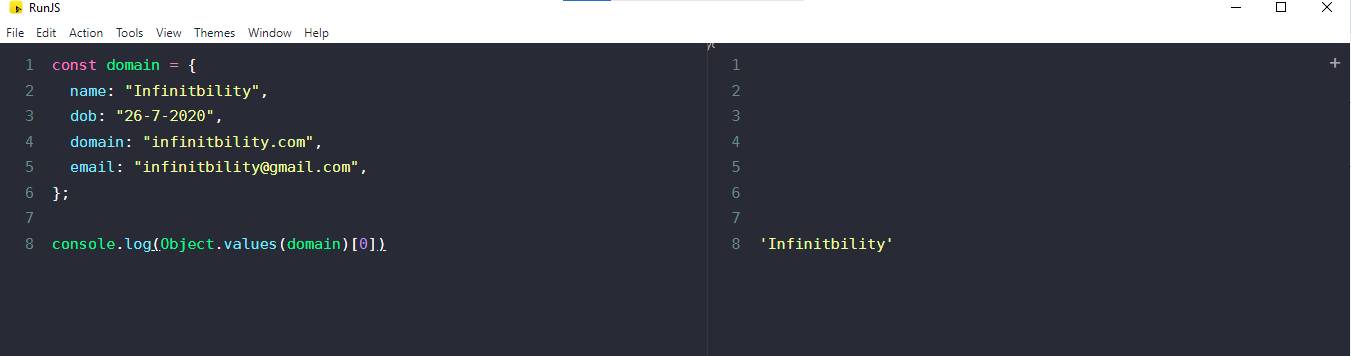 RunJS
File Edit Action Tools View Themes Window Help
1 const domain = {
2 name: "Infinitbility",
3 dob: "26-7-2020",
4 domain: "infinitbility.com",
5 email: "infinitbility@gmail.com",
6 };
7
8 console.log(Object.values(domain)[0])
1 +
2
3
4
5
6
7
8 'Infinitbility'